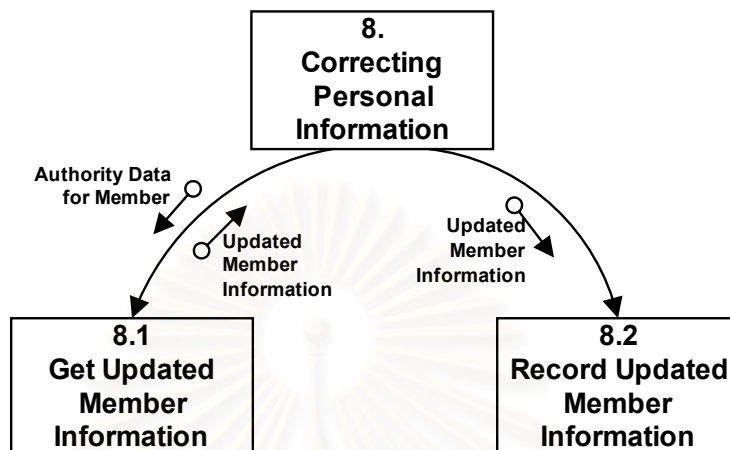 8.
Correcting
Personal
Information
Authority Data
for Member
Updated
Member
Information
Updated
Member
Information
8.1
Get Updated
Member
Information
8.2
Record Updated
Member
Information